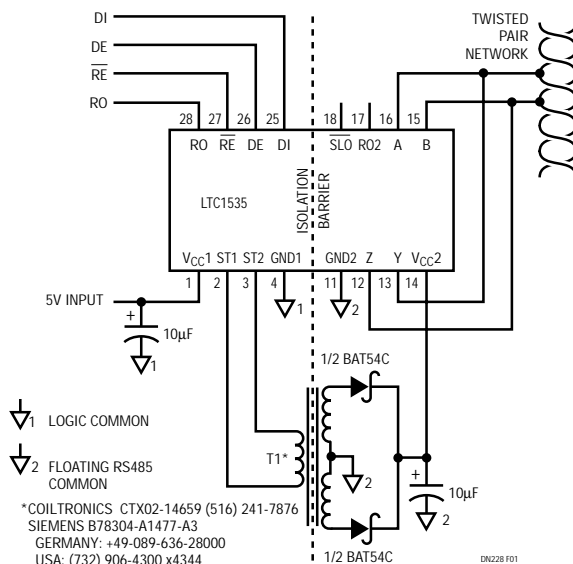 DI
DE
RE
RO
TWISTED
PAIR
NETWORK
28 27 26 25 18 17 16 15
RO RE DE DI SLO RO2 A B
LTC1535
ISOLATION
BARRIER
VCC1 ST1 ST2 GND1 GND2 Z Y VCC2
1 2 3 4 11 12 13 14
5V INPUT
+
10µF
1
1
2
1/2 BAT54C
T1*
2
+
10µF
2
1/2 BAT54C
1 LOGIC COMMON
2 FLOATING RS485
COMMON
*COILTRONICS CTX02-14659 (516) 241-7876
SIEMENS B78304-A1477-A3
GERMANY: +49-089-636-28000
USA: (732) 906-4300 x4344
DN228 F01